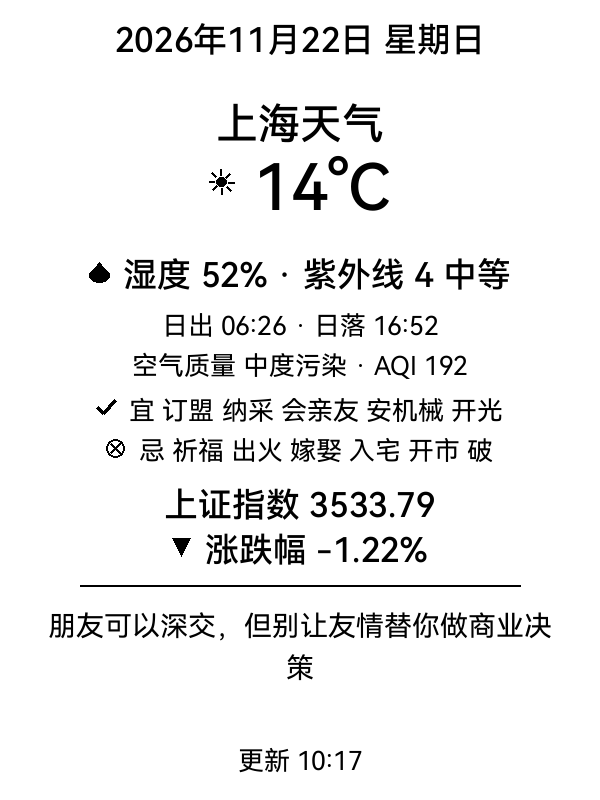 2026年11月22日 星期日
上海天气
14°C
湿度 52% · 紫外线 4 中等
日出 06:26 · 日落 16:52
空气质量 中度污染 · AQI 192
宜 订盟 纳采 会亲友 安机械 开光
忌 祈福 出火 嫁娶 入宅 开市 破
上证指数 3533.79
涨跌幅 -1.22%
朋友可以深交，但别让友情替你做商业决
策
更新 10:17